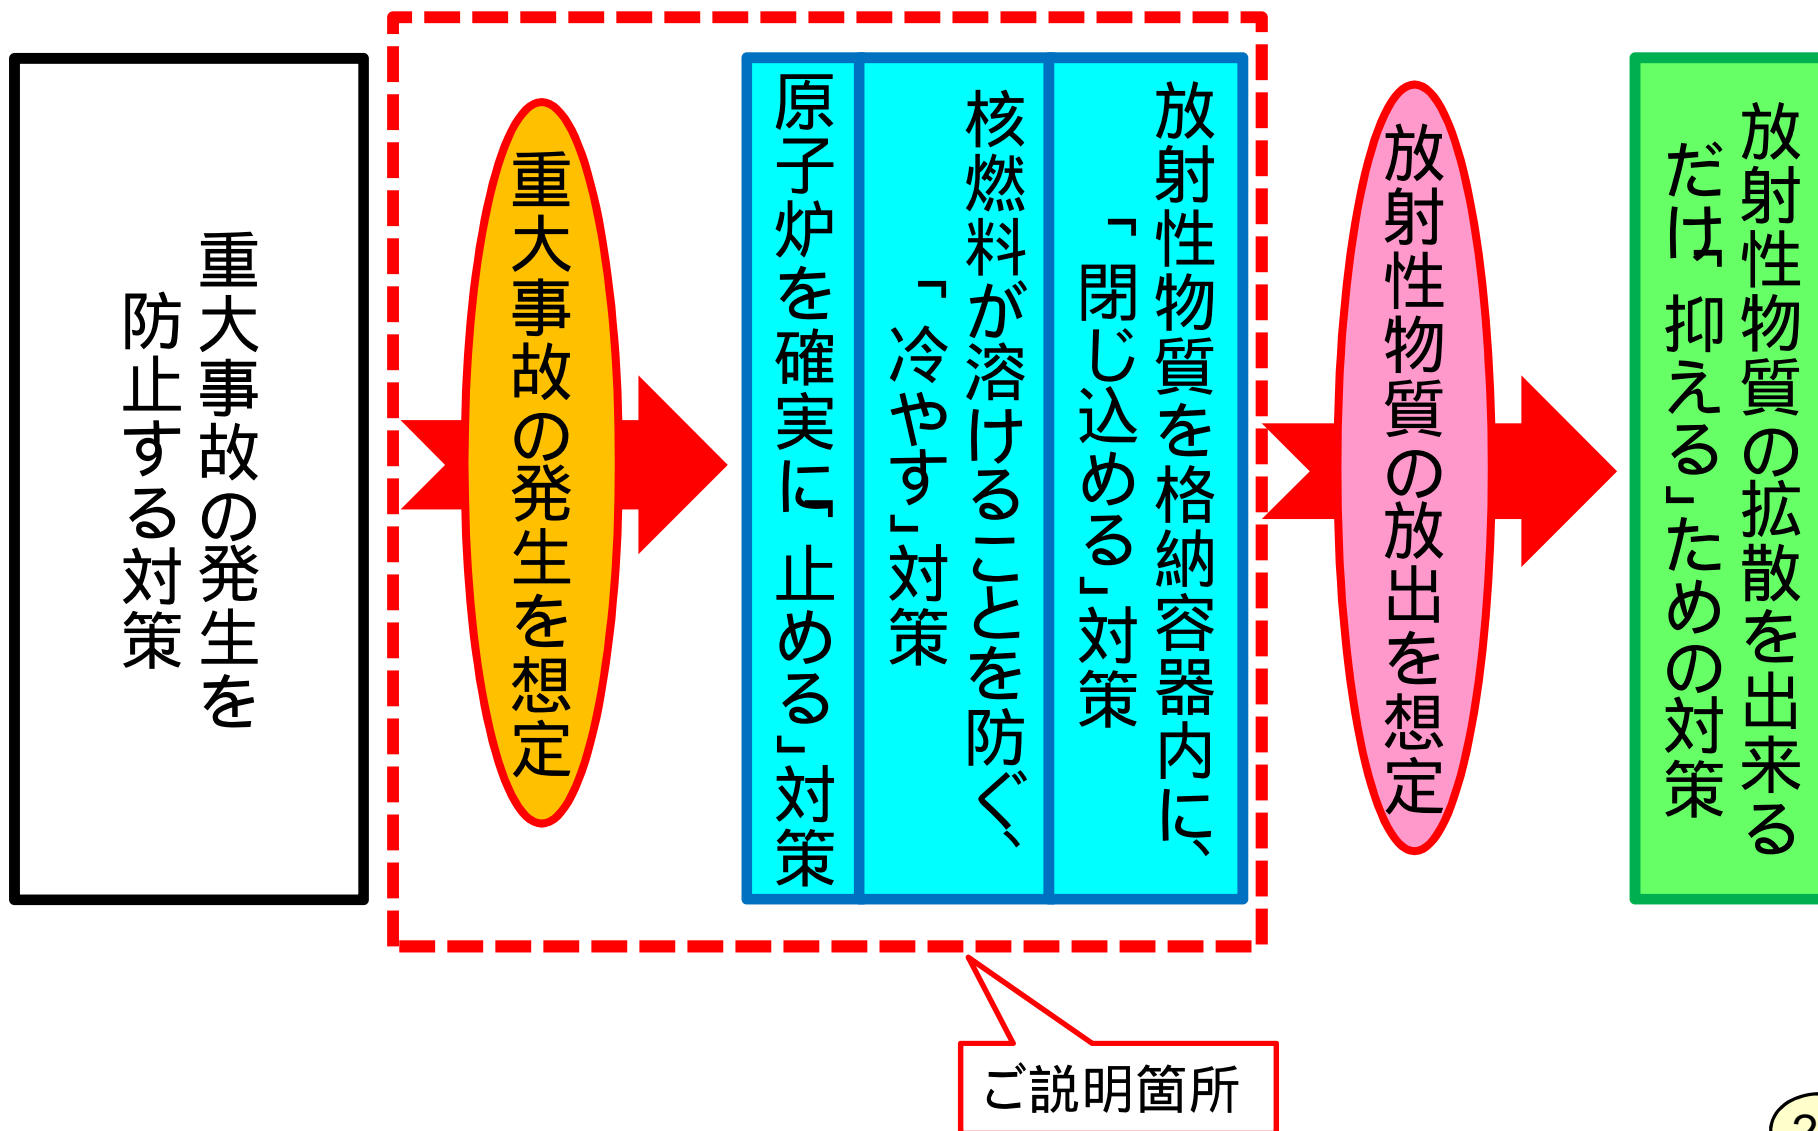 重大事故の発生を
防止する対策
重大事故の発生を想定
原子炉を確実に「止める」対策
核燃料が溶けることを防ぐ、
「冷やす」対策
放射性物質を格納容器内に、
「閉じ込める」対策
放射性物質の放出を想定
放射性物質の拡散を出来る
だけ「抑える」ための対策
ご説明箇所